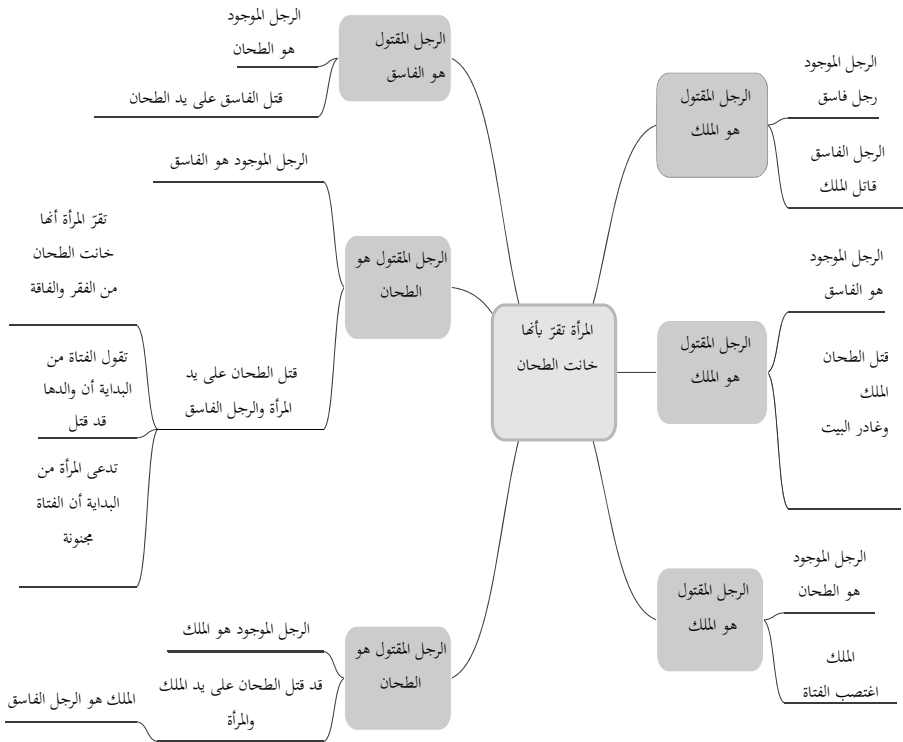 المرأة تقرّ بأنها
خانت الطحان
الرجل المقتول
هو الملك
الرجل الموجود
رجل فاسق
الرجل الفاسق
قاتل الملك
الرجل المقتول
هو الملك
الرجل الموجود
هو الفاسق
قتل الطحان
الملك
وغادر البيت
الرجل المقتول
هو الملك
الرجل الموجود
هو الطحان
الملك
اغتصب الفتاة
الرجل المقتول
هو الفاسق
الرجل الموجود
هو الطحان
قتل الفاسق على يد الطحان
الرجل المقتول هو
الطحان
الرجل الموجود هو الفاسق
قتل الطحان على يد
المرأة والرجل الفاسق
تقرّ المرأة أنها
خانت الطحان
من الفقر والفاقة
تقول الفتاة من
البداية أن والدها
قد قتل
تدعى المرأة من
البداية أن الفتاة
مجنونة
الرجل المقتول هو
الطحان
الرجل الموجود هو الملك
قد قتل الطحان على يد الملك
والمرأة
الملك هو الرجل الفاسق